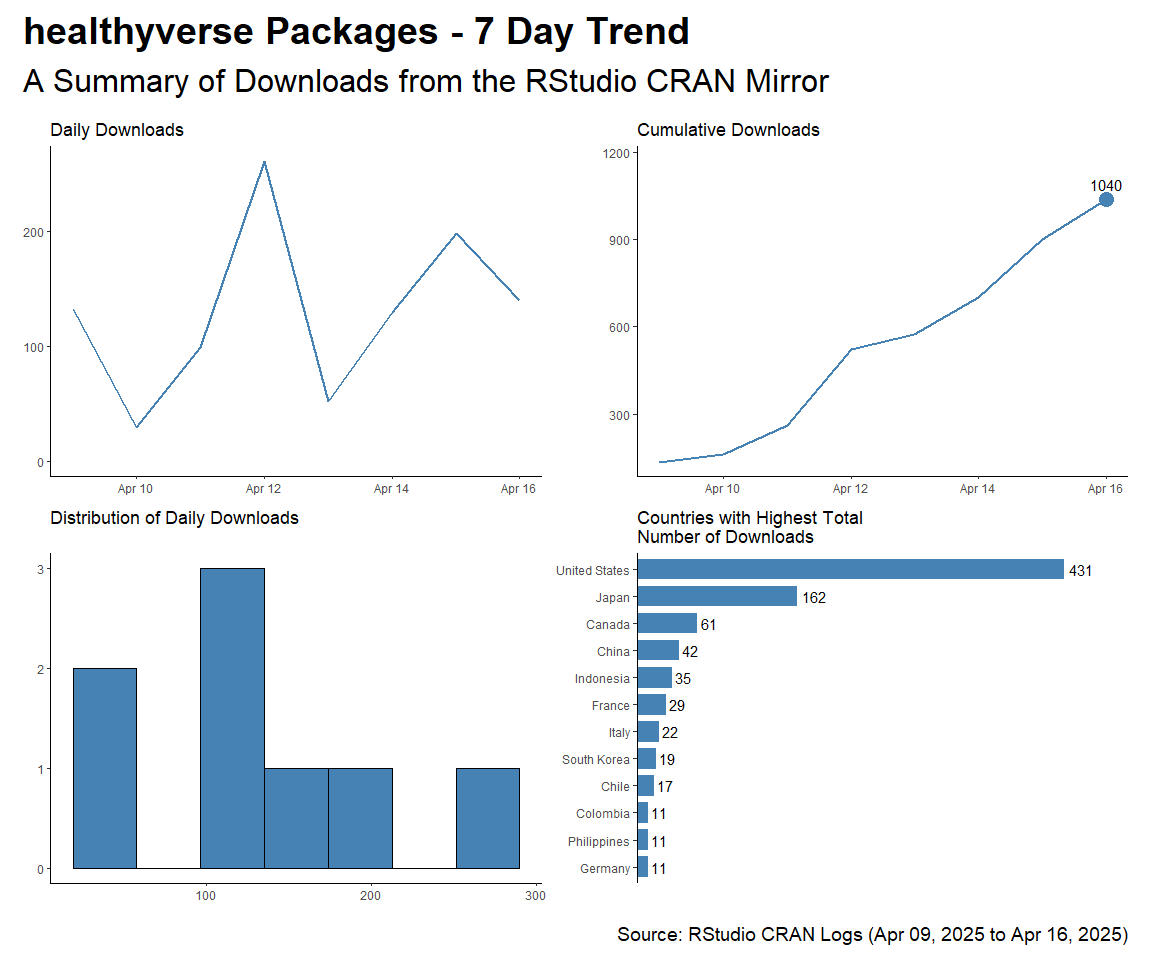 healthyverse Packages - 7 Day Trend
A Summary of Downloads from the RStudio CRAN Mirror
Daily Downloads
200
100
0
Apr 10
Apr 12
Apr 14
Apr 16
Cumulative Downloads
1200
900
600
300
1040
Apr 10
Apr 12
Apr 14
Apr 16
Distribution of Daily Downloads
3
2
1
0
100
200
300
Countries with Highest Total
Number of Downloads
United States 431
Japan 162
Canada 61
China 42
Indonesia 35
France 29
Italy 22
South Korea 19
Chile 17
Colombia 11
Philippines 11
Germany 11
Source: RStudio CRAN Logs (Apr 09, 2025 to Apr 16, 2025)